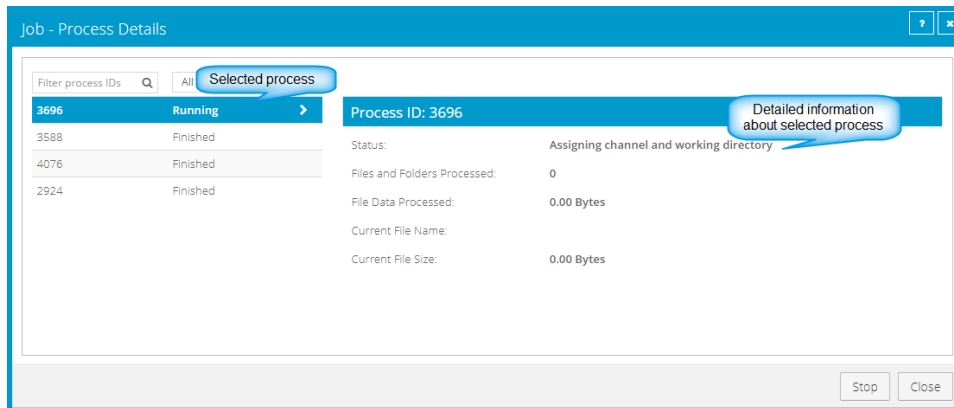 Job - Process Details
?
Filter process IDs
All
Selected process
3696 Running
3588 Finished
4076 Finished
2924 Finished
Process ID: 3696
Detailed information
about selected process
Status: Assigning channel and working directory
Files and Folders Processed: 0
File Data Processed: 0.00 Bytes
Current File Name:
Current File Size: 0.00 Bytes
Stop
Close